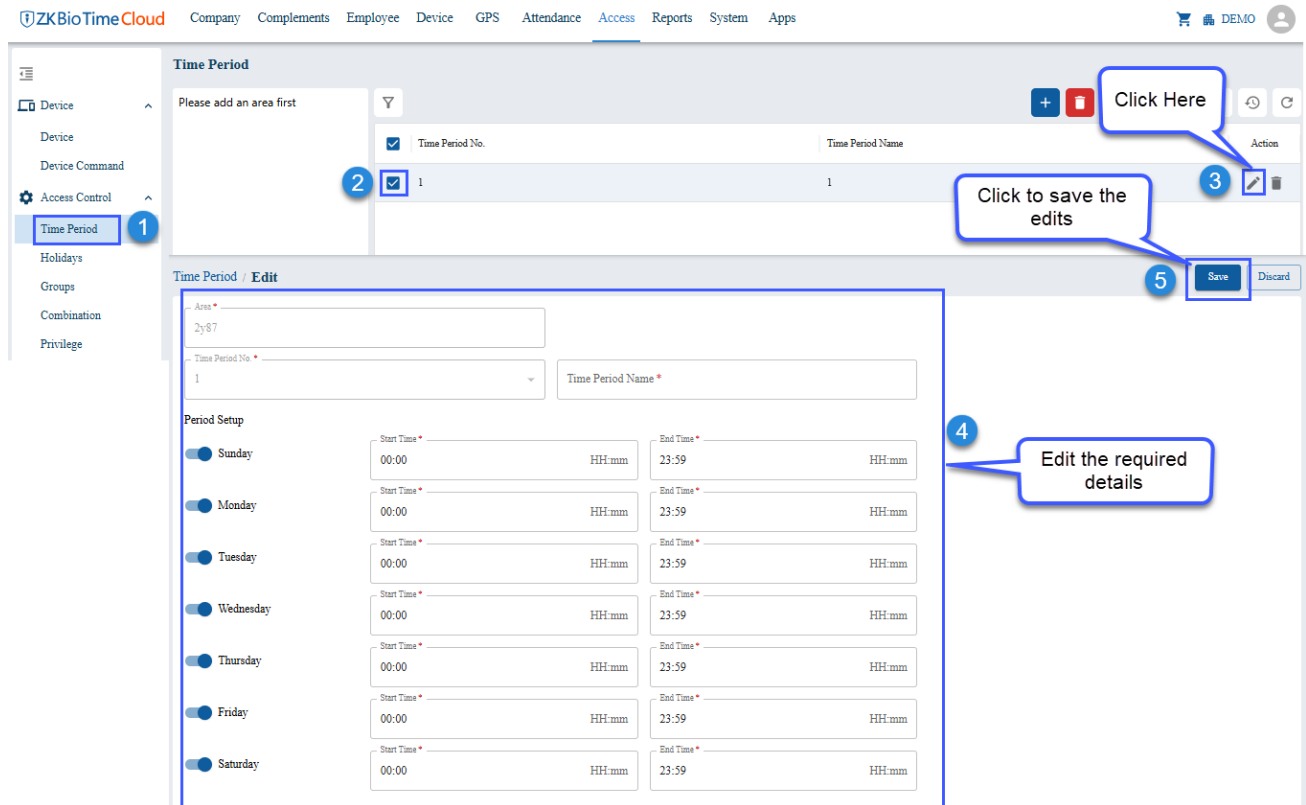 ZKBioTime Cloud
Company Complements Employee Device GPS Attendance Access Reports System Apps
DEMO
Time Period
Device
Device
Device Command
Access Control
Time Period
1
Holidays
Groups
Combination
Privilege
Please add an area first
Click Here
Time Period No. Time Period Name Action
2
1 1
3
Click to save the
edits
Time Period / Edit
5
Save Discard
Area *
2y87
Time Period No. *
1
Time Period Name *
Period Setup
4
Edit the required
details
Start Time * End Time *
Sunday 00:00 HH:mm 23:59 HH:mm
Start Time * End Time *
Monday 00:00 HH:mm 23:59 HH:mm
Start Time * End Time *
Tuesday 00:00 HH:mm 23:59 HH:mm
Start Time * End Time *
Wednesday 00:00 HH:mm 23:59 HH:mm
Start Time * End Time *
Thursday 00:00 HH:mm 23:59 HH:mm
Start Time * End Time *
Friday 00:00 HH:mm 23:59 HH:mm
Start Time * End Time *
Saturday 00:00 HH:mm 23:59 HH:mm